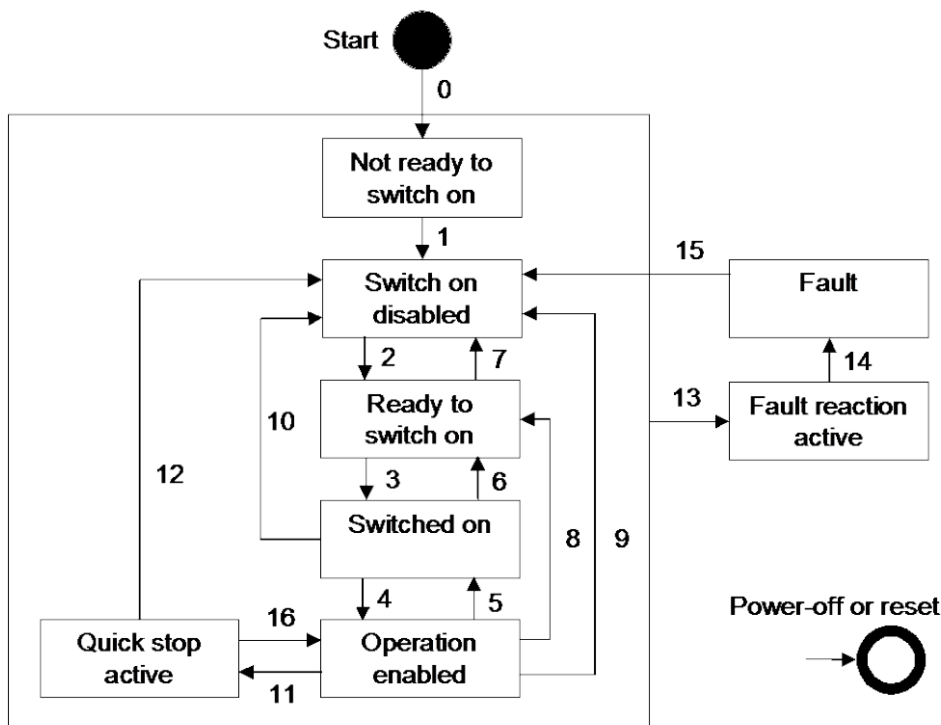 Start
0
Not ready to
switch on
1
15
Switch on
disabled
Fault
2
7
14
Ready to
switch on
13
Fault reaction
active
10
12
3
6
Switched on
8
9
4
5
Power-off or reset
16
Quick stop
active
Operation
enabled
11